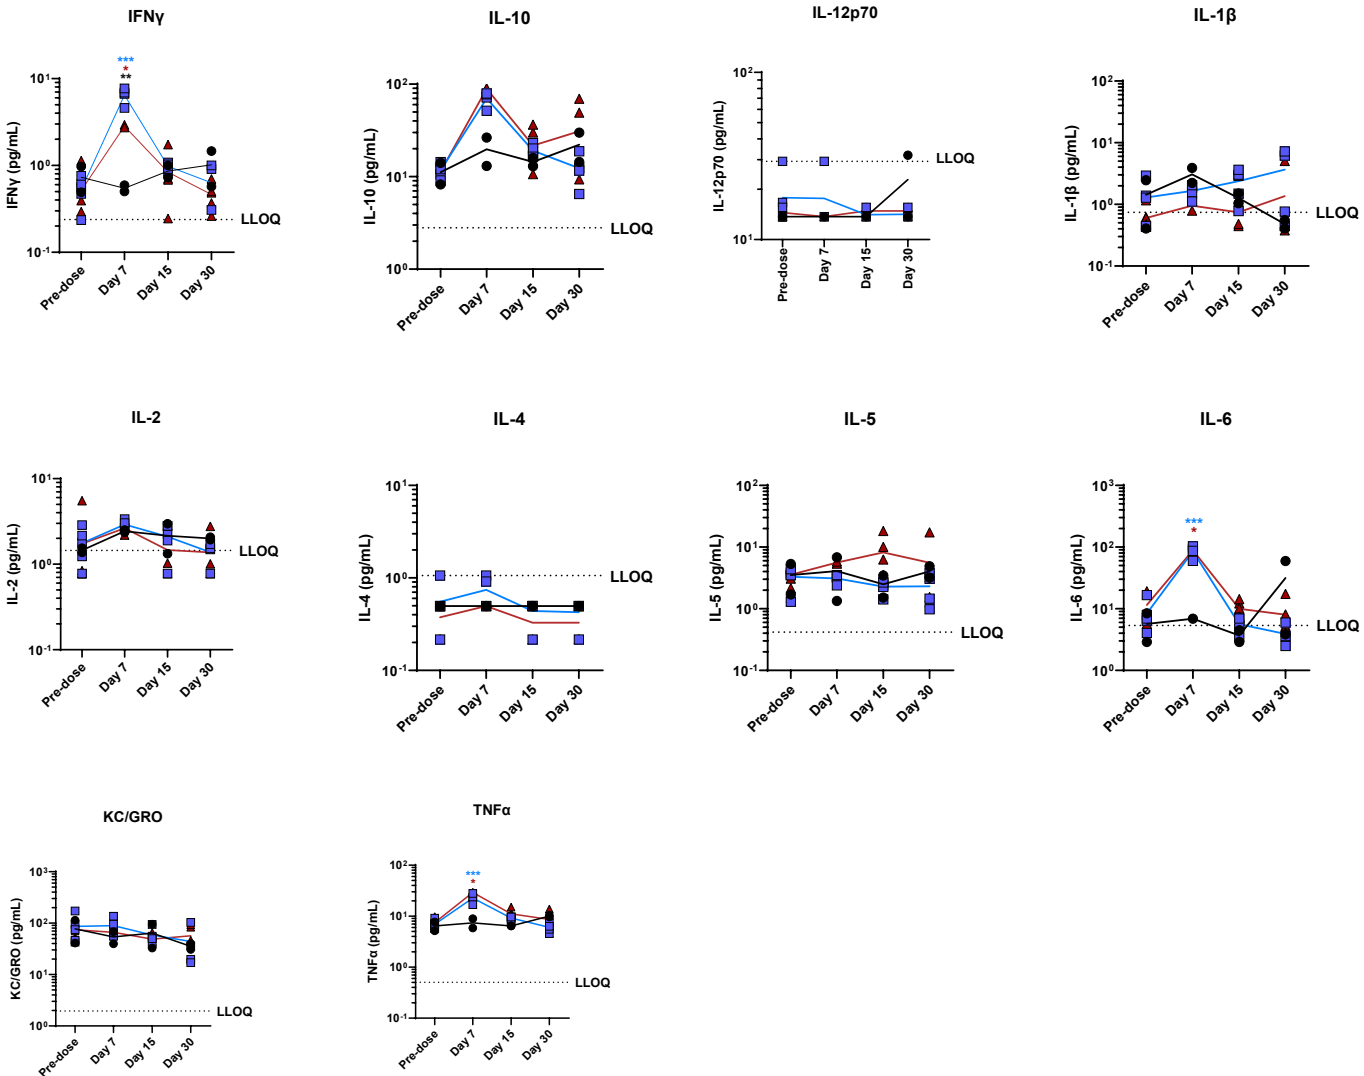 IFNγ
IL-10
IL-12p70
IL-1β
***
*
**
IFNγ (pg/mL)
10¹
10⁰
10⁻¹
LLOQ
Pre-dose
Day 7
Day 15
Day 30
IL-10 (pg/mL)
10²
10¹
10⁰
LLOQ
Pre-dose
Day 7
Day 15
Day 30
IL-12p70 (pg/mL)
10²
10¹
LLOQ
Pre-dose
Day 7
Day 15
Day 30
IL-1β (pg/mL)
10²
10¹
10⁰
10⁻¹
LLOQ
Pre-dose
Day 7
Day 15
Day 30
IL-2
IL-4
IL-5
IL-6
IL-2 (pg/mL)
10¹
10⁰
10⁻¹
LLOQ
Pre-dose
Day 7
Day 15
Day 30
IL-4 (pg/mL)
10¹
10⁰
10⁻¹
LLOQ
Pre-dose
Day 7
Day 15
Day 30
IL-5 (pg/mL)
10²
10¹
10⁰
10⁻¹
LLOQ
Pre-dose
Day 7
Day 15
Day 30
***
*
IL-6 (pg/mL)
10³
10²
10¹
10⁰
LLOQ
Pre-dose
Day 7
Day 15
Day 30
KC/GRO
TNFα
KC/GRO (pg/mL)
10³
10²
10¹
10⁰
LLOQ
Pre-dose
Day 7
Day 15
Day 30
***
*
TNFα (pg/mL)
10²
10¹
10⁰
10⁻¹
LLOQ
Pre-dose
Day 7
Day 15
Day 30